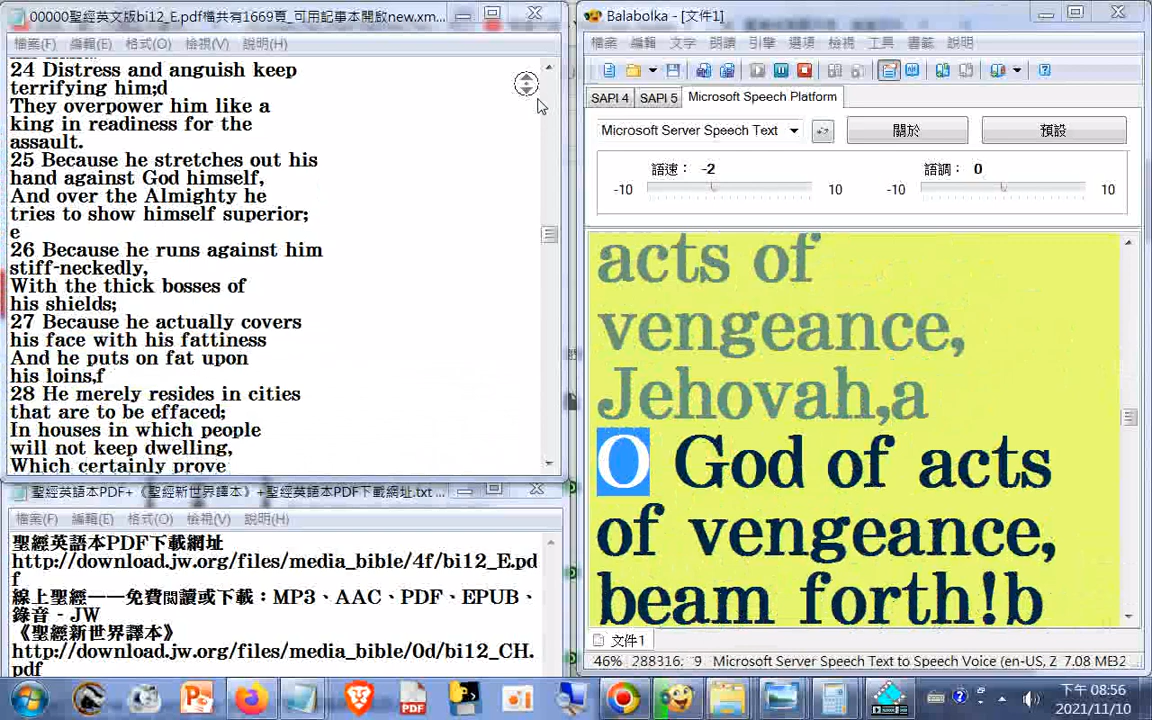 00000聖經英文版bi12_E.pdf檔共有1669頁_可用記事本開啟new.xm...
檔案(F) 編輯(E) 格式(O) 檢視(V) 說明(H)
24 Distress and anguish keep
terrifying him;d
They overpower him like a
king in readiness for the
assault.
25 Because he stretches out his
hand against God himself,
And over the Almighty he
tries to show himself superior;
e
26 Because he runs against him
stiff-neckedly,
With the thick bosses of
his shields;
27 Because he actually covers
his face with his fattiness
And he puts on fat upon
his loins,f
28 He merely resides in cities
that are to be effaced;
In houses in which people
will not keep dwelling,
Which certainly prove
聖經英語本PDF+《聖經新世界譯本》+聖經英語本PDF下載網址.txt ...
檔案(F) 編輯(E) 格式(O) 檢視(V) 說明(H)
聖經英語本PDF下載網址
http://download.jw.org/files/media_bible/4f/bi12_E.pd
f
線上聖經——免費閱讀或下載：MP3、AAC、PDF、EPUB、
錄音 - JW
《聖經新世界譯本》
http://download.jw.org/files/media_bible/0d/bi12_CH.
pdf
Balabolka - [文件1]
檔案 編輯 文字 朗讀 引擎 選項 檢視 工具 書籤 說明
SAPI 4 SAPI 5 Microsoft Speech Platform
Microsoft Server Speech Text 關於 預設
語速： -2 語調： 0
-10 10 -10 10
acts of
vengeance,
Jehovah,a
O God of acts
of vengeance,
beam forth!b
文件1
46% 288316: 9 Microsoft Server Speech Text to Speech Voice (en-US, Z 7.08 MB2
PDF
下午 08:56
2021/11/10